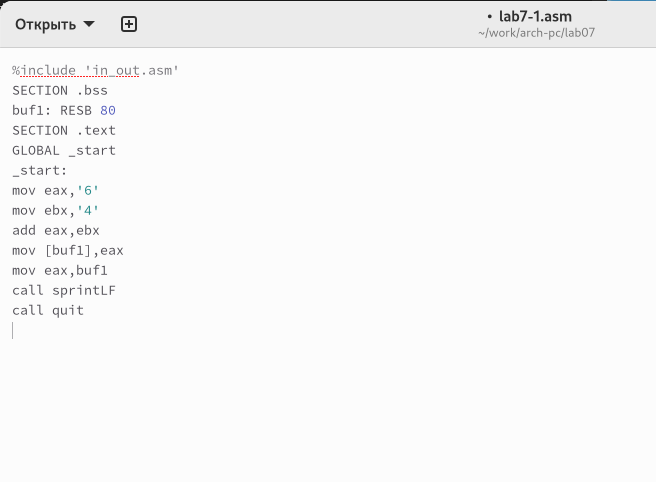 Открыть
• lab7-1.asm
~/work/arch-pc/lab07
%include 'in_out.asm'
SECTION .bss
buf1: RESB 80
SECTION .text
GLOBAL _start
_start:
mov eax,'6'
mov ebx,'4'
add eax,ebx
mov [buf1],eax
mov eax,buf1
call sprintLF
call quit